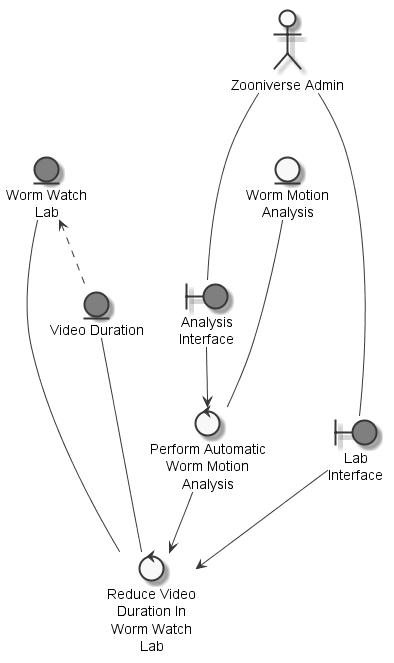 Zooniverse Admin
Worm Watch
Lab
Worm Motion
Analysis
Video Duration
Analysis
Interface
Perform Automatic
Worm Motion
Analysis
Lab
Interface
Reduce Video
Duration In
Worm Watch
Lab